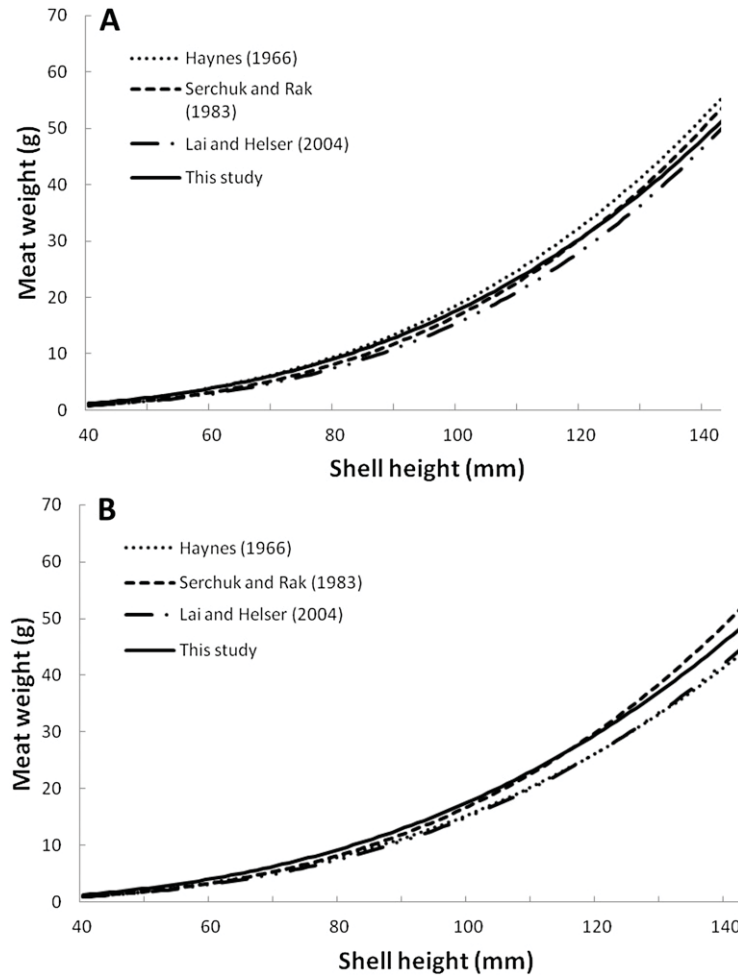 A
70
60
50
40
30
20
10
0
Meat weight (g)
Haynes (1966)
Serchuk and Rak
(1983)
Lai and Helser (2004)
This study
40 60 80 100 120 140
Shell height (mm)
B
70
60
50
40
30
20
10
0
Meat weight (g)
Haynes (1966)
Serchuk and Rak (1983)
Lai and Helser (2004)
This study
40 60 80 100 120 140
Shell height (mm)